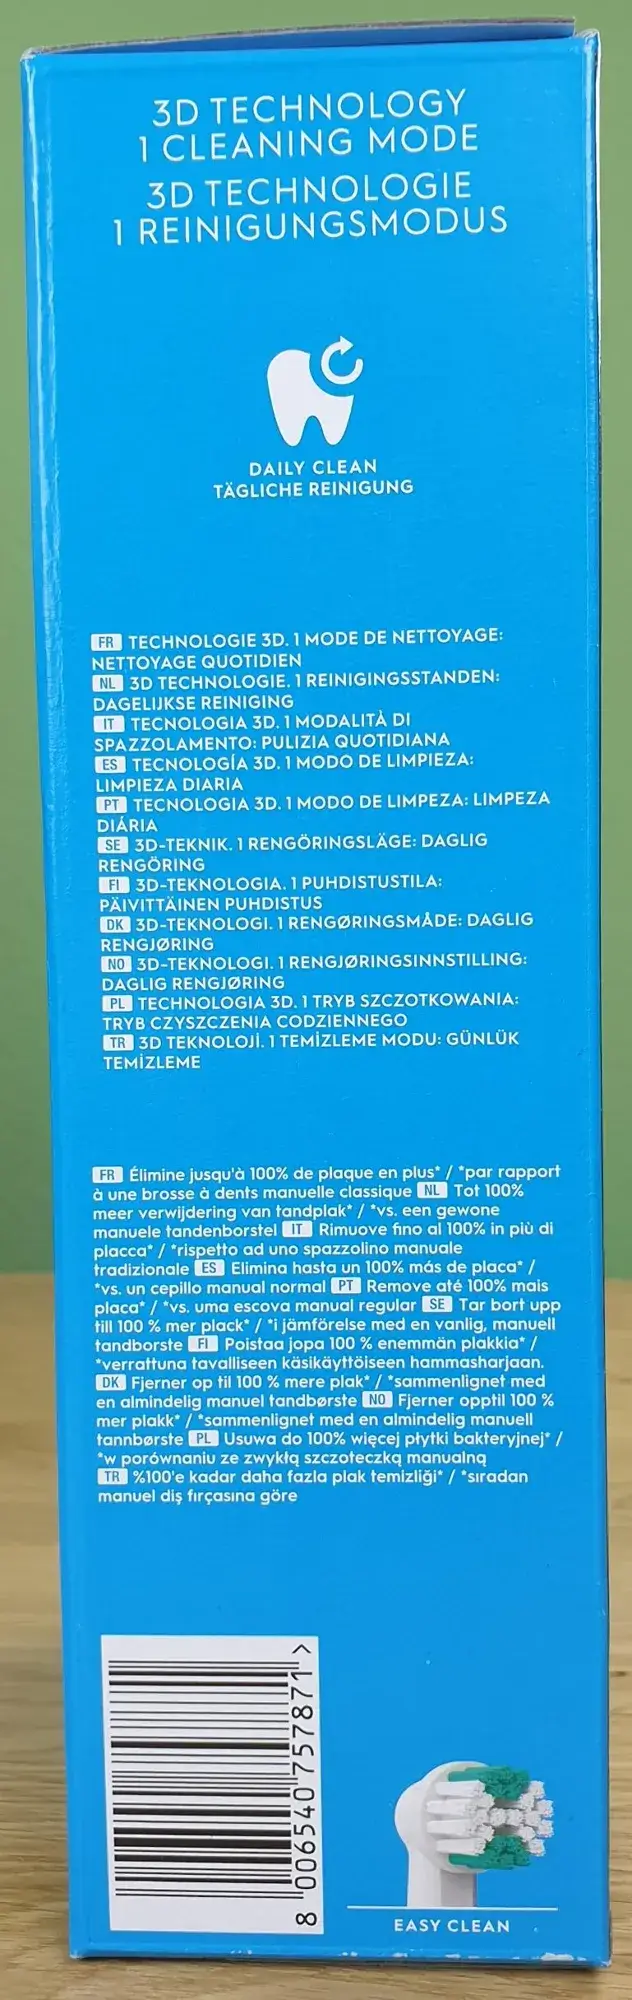 3D TECHNOLOGY
1 CLEANING MODE
3D TECHNOLOGIE
1 REINIGUNGSMODUS
DAILY CLEAN
TÄGLICHE REINIGUNG
FR TECHNOLOGIE 3D. 1 MODE DE NETTOYAGE:
NETTOYAGE QUOTIDIEN
NL 3D TECHNOLOGIE. 1 REINIGINGSSTANDEN:
DAGELIJKSE REINIGING
IT TECNOLOGIA 3D. 1 MODALITÀ DI
SPAZZOLAMENTO: PULIZIA QUOTIDIANA
ES TECNOLOGÍA 3D. 1 MODO DE LIMPIEZA:
LIMPIEZA DIARIA
PT TECNOLOGIA 3D. 1 MODO DE LIMPEZA: LIMPEZA
DIÁRIA
SE 3D-TEKNIK. 1 RENGÖRINGSLÄGE: DAGLIG
RENGÖRING
FI 3D-TEKNOLOGIA. 1 PUHDISTUSTILA:
PÄIVITTÄINEN PUHDISTUS
DK 3D-TEKNOLOGI. 1 RENGØRINGSMÅDE: DAGLIG
RENGJØRING
NO 3D-TEKNOLOGI. 1 RENGJØRINGSINNSTILLING:
DAGLIG RENGJØRING
PL TECHNOLOGIA 3D. 1 TRYB SZCZOTKOWANIA:
TRYB CZYSZCZENIA CODZIENNEGO
TR 3D TEKNOLOJİ. 1 TEMİZLEME MODU: GÜNLÜK
TEMİZLEME
FR Élimine jusqu'à 100% de plaque en plus* / *par rapport
à une brosse à dents manuelle classique NL Tot 100%
meer verwijdering van tandplak* / *vs. een gewone
manuele tandenborstel IT Rimuove fino al 100% in più di
placca* / *rispetto ad uno spazzolino manuale
tradizionale ES Elimina hasta un 100% más de placa* /
*vs. un cepillo manual normal PT Remove até 100% mais
placa* / *vs. uma escova manual regular SE Tar bort upp
till 100 % mer plack* / *i jämförelse med en vanlig, manuell
tandborste FI Poistaa jopa 100 % enemmän plakkia* /
*verrattuna tavalliseen käsikäyttöiseen hammasharjaan.
DK Fjerner op til 100 % mere plak* / *sammenlignet med
en almindelig manuel tandbørste NO Fjerner opptil 100 %
mer plakk* / *sammenlignet med en almindelig manuell
tannbørste PL Usuwa do 100% więcej płytki bakteryjnej* /
*w porównaniu ze zwykłą szczoteczką manualną
TR %100'e kadar daha fazla plak temizliği* / *sıradan
manuel diş fırçasına göre
8 006540 757871 >
EASY CLEAN